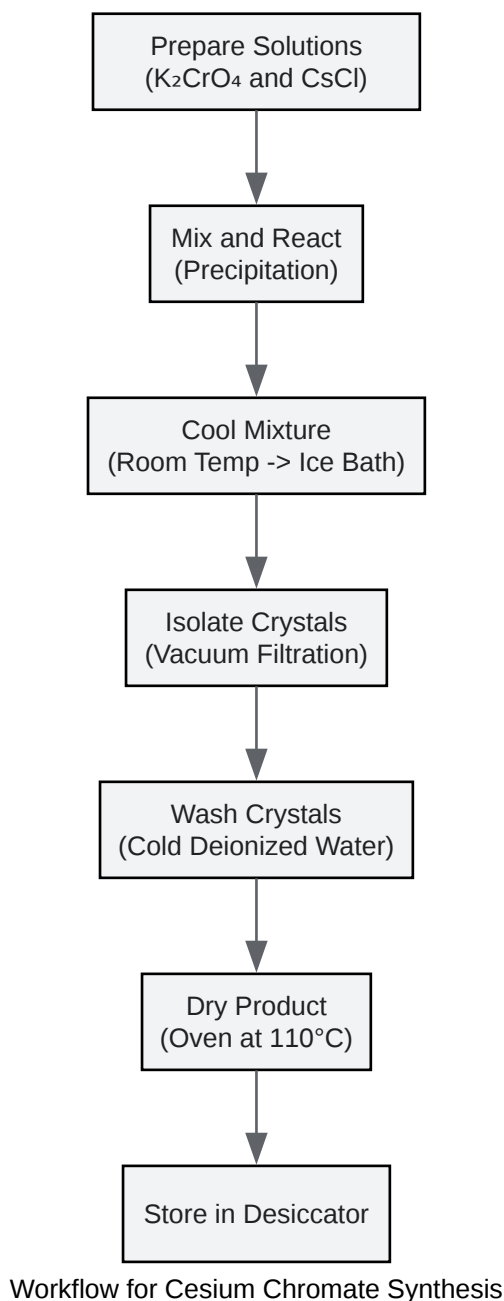 Prepare Solutions
(K₂CrO₄ and CsCl)
Mix and React
(Precipitation)
Cool Mixture
(Room Temp -> Ice Bath)
Isolate Crystals
(Vacuum Filtration)
Wash Crystals
(Cold Deionized Water)
Dry Product
(Oven at 110°C)
Store in Desiccator
Workflow for Cesium Chromate Synthesis